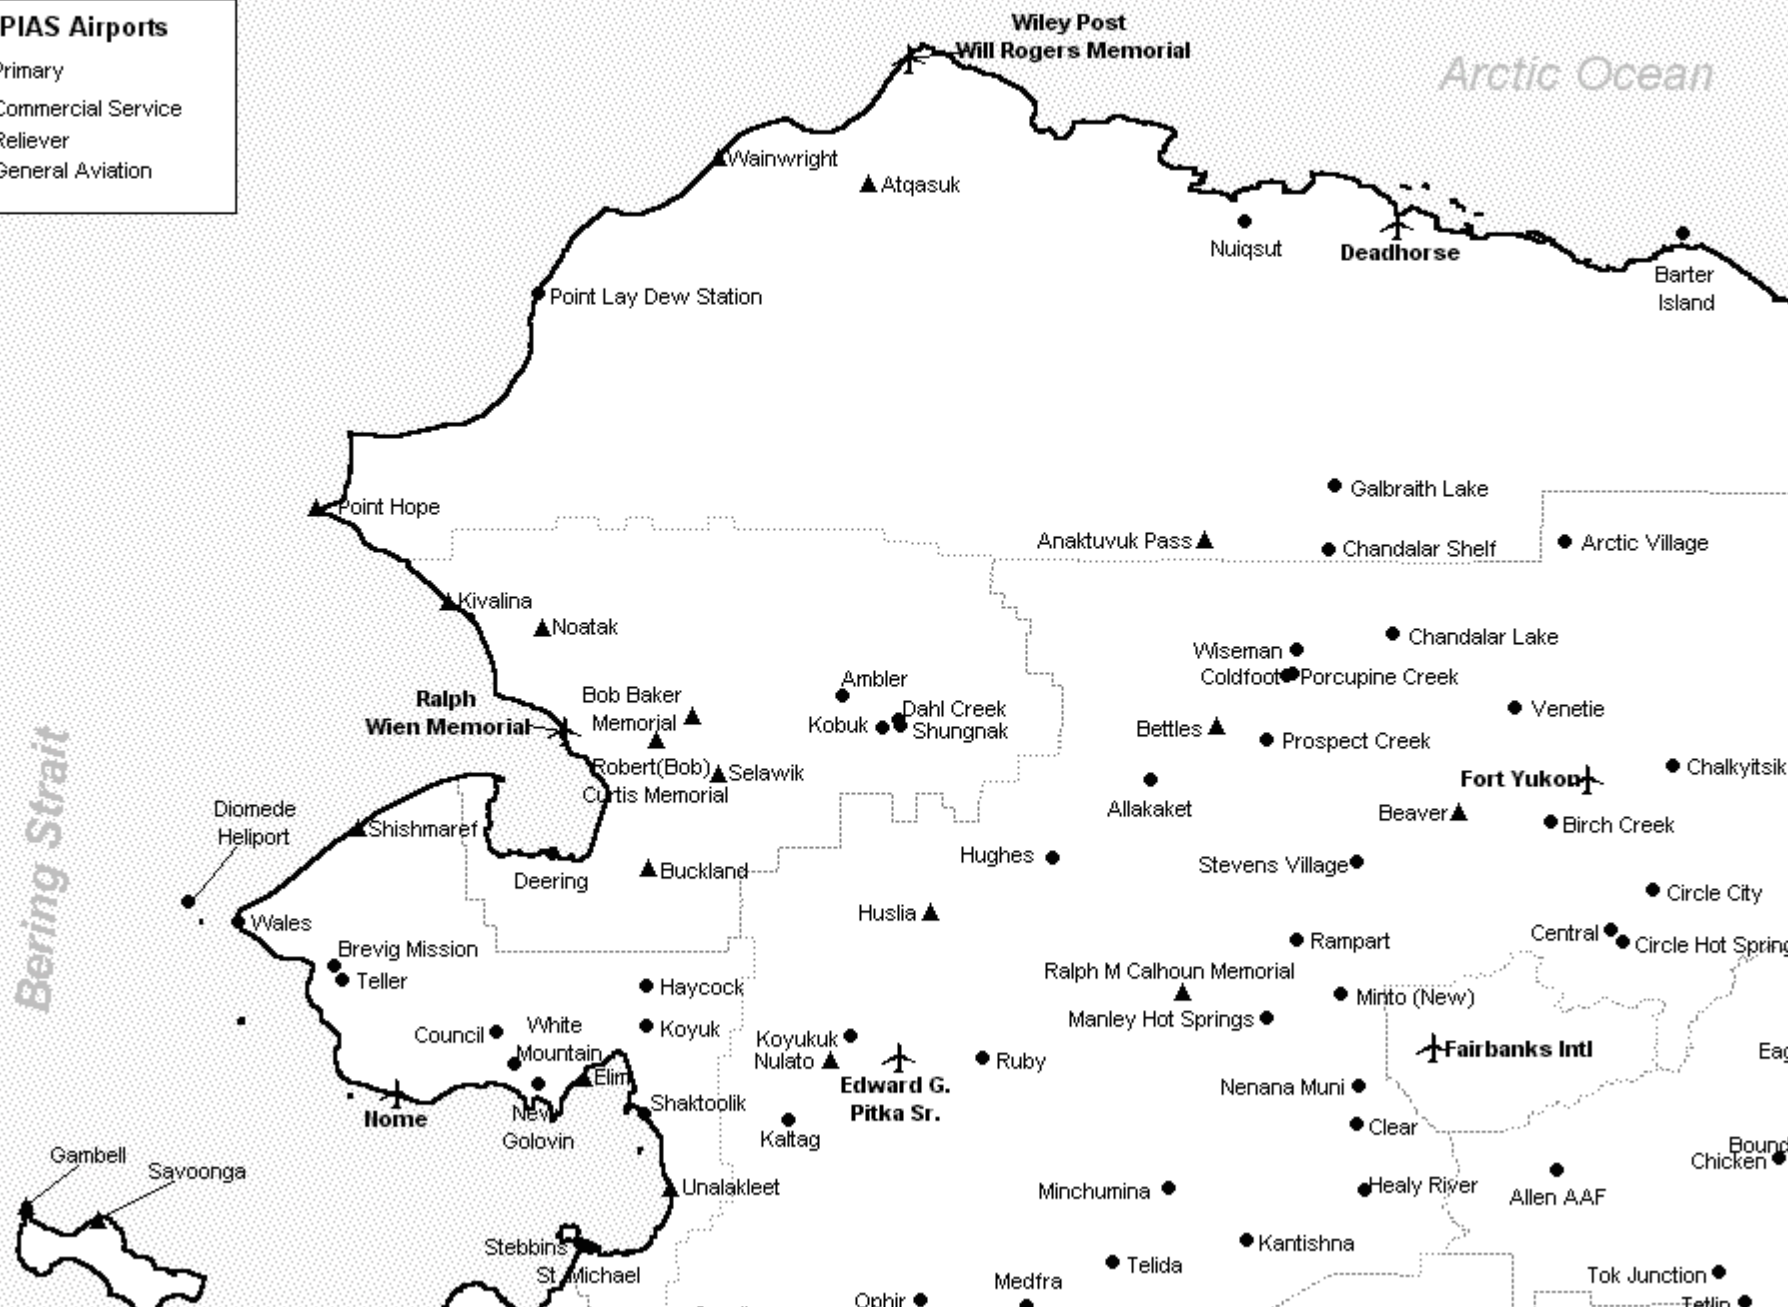 PIAS Airports
Primary
Commercial Service
Reliever
General Aviation
Wiley Post
Will Rogers Memorial
Arctic Ocean
Wainwright
Atqasuk
Nuiqsut
Deadhorse
Barter
Island
Point Lay Dew Station
Point Hope
Galbraith Lake
Anaktuvuk Pass
Chandalar Shelf
Arctic Village
Kivalina
Noatak
Chandalar Lake
Wiseman
Coldfoot
Porcupine Creek
Ralph
Wien Memorial
Bob Baker
Memorial
Ambler
Kobuk
Dahl Creek
Shungnak
Venetie
Bettles
Prospect Creek
Robert(Bob)
Curtis Memorial
Selawik
Allakaket
Fort Yukon
Chalkyitsik
Beaver
Birch Creek
Bering Strait
Diomede
Heliport
Shishmaref
Deering
Buckland
Hughes
Stevens Village
Circle City
Wales
Huslia
Rampart
Central
Circle Hot Spring
Brevig Mission
Teller
Haycock
Ralph M Calhoun Memorial
Minto (New)
Manley Hot Springs
Council
White
Mountain
Koyuk
Koyukuk
Nulato
Edward G.
Pitka Sr.
Ruby
Fairbanks Intl
Eag
Elim
Nenana Muni
Nome
New
Golovin
Shaktoolik
Kaltag
Clear
Bound
Chicken
Gambell
Savoonga
Unalakleet
Minchumina
Healy River
Allen AAF
Stebbins
St. Michael
Kantishna
Telida
Medfra
Ophir
Tok Junction
Tetlin